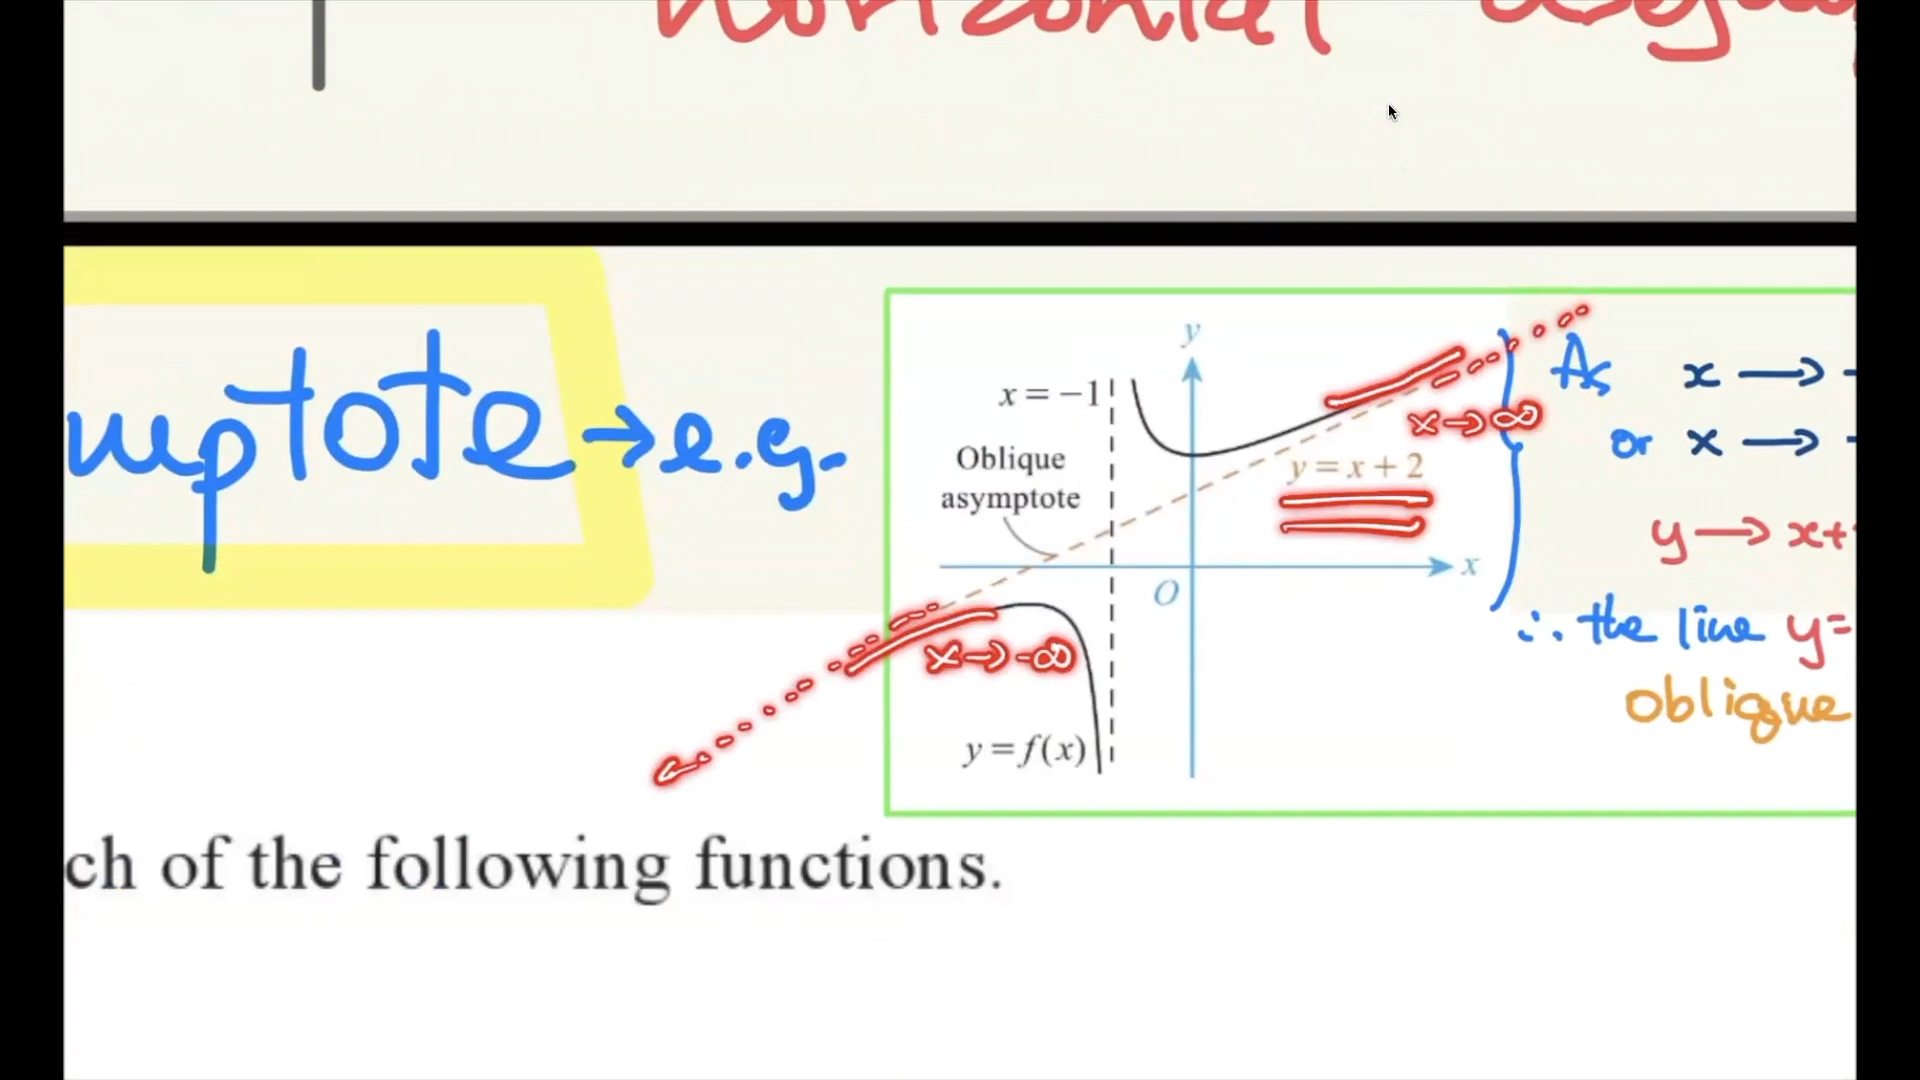 horizontal
mptote → e.g.
y
x = −1
Oblique
asymptote
y = x + 2
x → ∞
O
x
x → -∞
y = f(x)
As x →
or x →
y → x+
∴ the line y=
oblique
ch of the following functions.